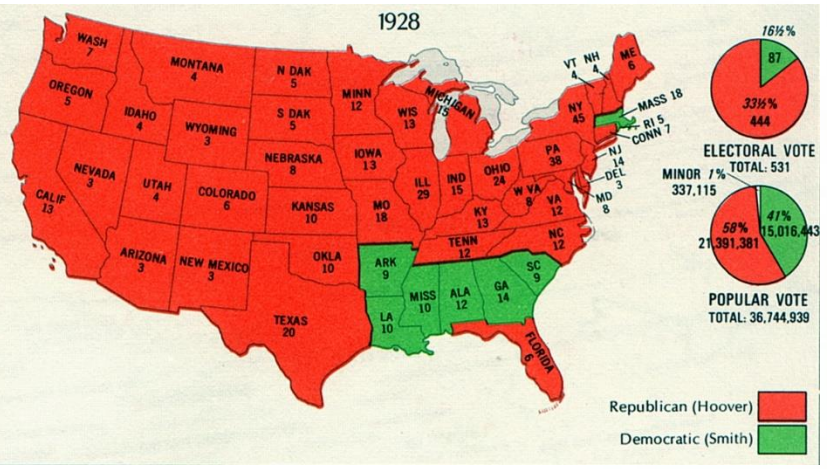 1928
WASH
7
OREGON
5
CALIF
13
NEVADA
3
IDAHO
4
MONTANA
4
WYOMING
3
UTAH
4
ARIZONA
3
COLORADO
6
NEW MEXICO
3
N DAK
5
S DAK
5
NEBRASKA
8
KANSAS
10
OKLA
10
TEXAS
20
MINN
12
IOWA
13
MO
18
ARK
9
LA
10
WIS
13
ILL
29
MICHIGAN
15
IND
15
OHIO
24
KY
13
TENN
12
MISS
10
ALA
12
GA
14
FLORIDA
6
SC
9
NC
12
VA
12
W VA
8
PA
38
NY
45
VT
4
NH
4
ME
6
MASS 18
RI 5
CONN 7
NJ
14
DEL
3
MD
8
16½%
87
33½%
444
ELECTORAL VOTE
TOTAL: 531
MINOR 1%
337,115
58%
21,391,381
41%
15,016,443
POPULAR VOTE
TOTAL: 36,744,939
Republican (Hoover)
Democratic (Smith)